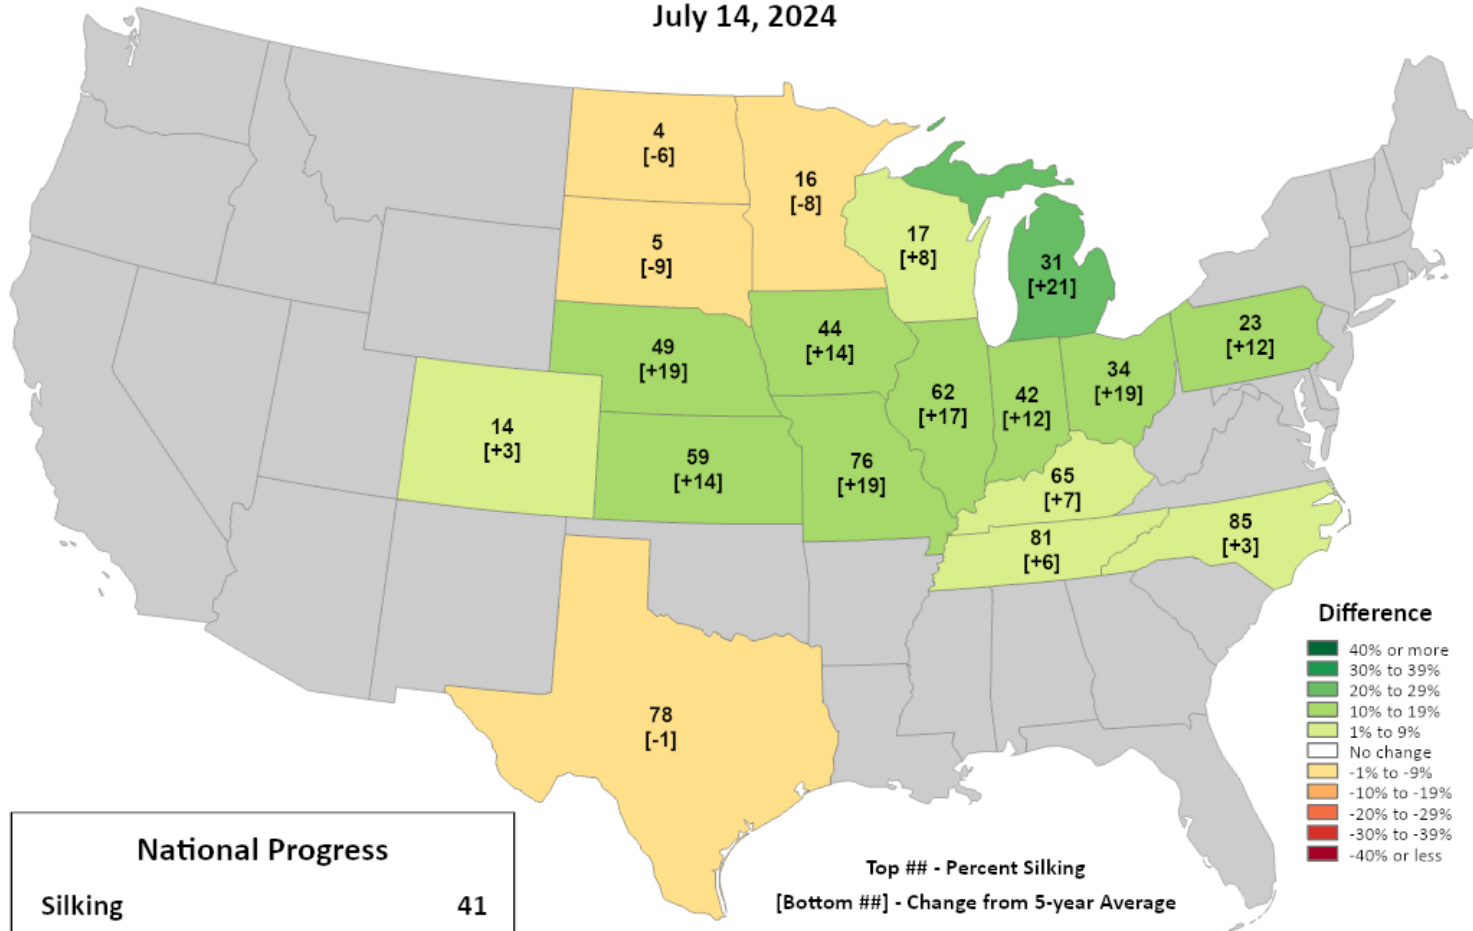 July 14, 2024
4
[-6]
16
[-8]
5
[-9]
17
[+8]
31
[+21]
49
[+19]
44
[+14]
23
[+12]
34
[+19]
62
[+17]
42
[+12]
14
[+3]
59
[+14]
76
[+19]
65
[+7]
81
[+6]
85
[+3]
78
[-1]
Difference
40% or more
30% to 39%
20% to 29%
10% to 19%
1% to 9%
No change
-1% to -9%
-10% to -19%
-20% to -29%
-30% to -39%
-40% or less
National Progress
Silking 41
Top ## - Percent Silking
[Bottom ##] - Change from 5-year Average